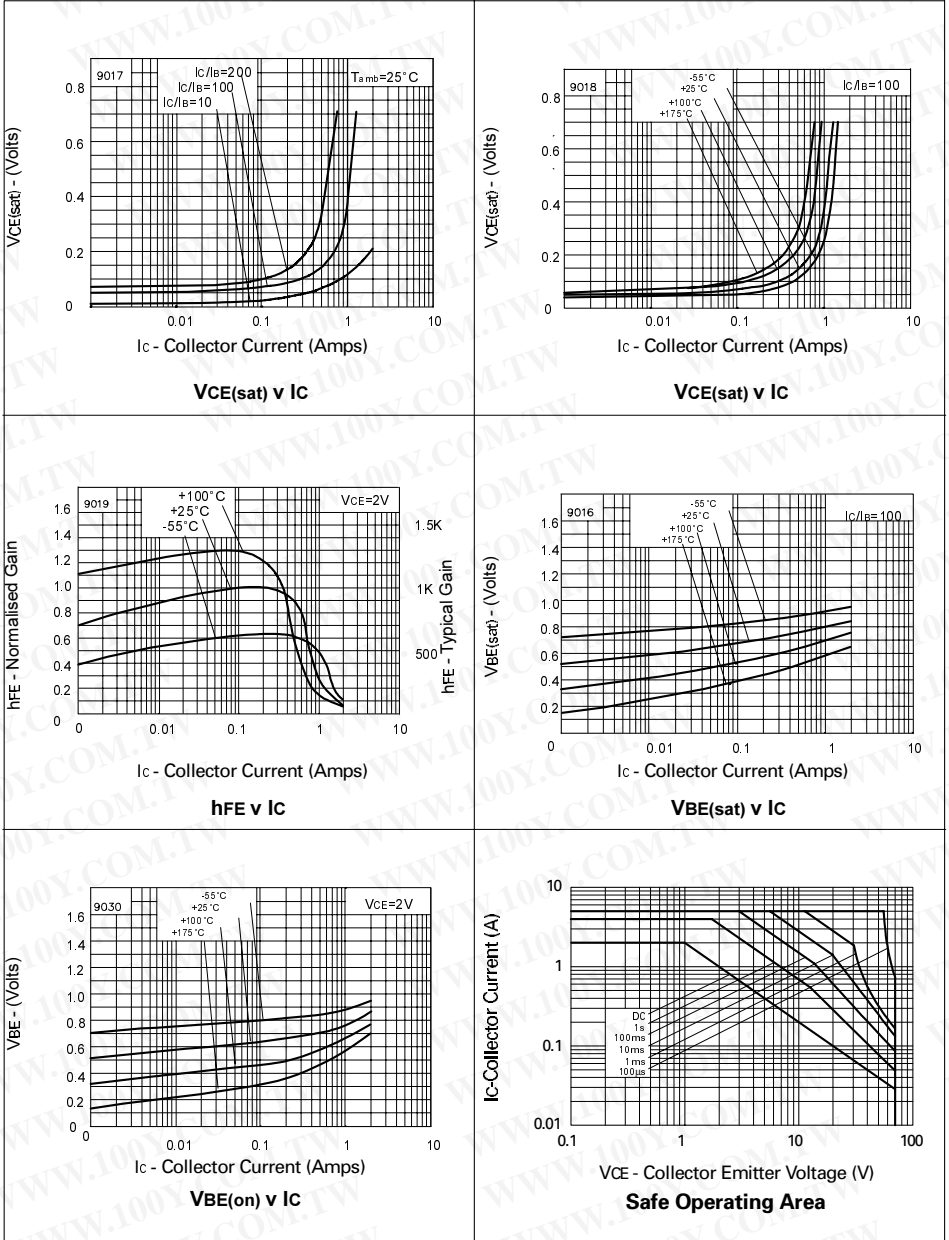 9017
IC/IB=200
IC/IB=100
IC/IB=10
Tamb=25°C
0.8
0.6
0.4
0.2
0
0.01
0.1
1
10
VCE(sat) - (Volts)
IC - Collector Current (Amps)
VCE(sat) v IC
9018
-55°C
+25°C
+100°C
+175°C
IC/IB=100
0.8
0.6
0.4
0.2
0
0.01
0.1
1
10
VCE(sat) - (Volts)
IC - Collector Current (Amps)
VCE(sat) v IC
9019
+100°C
+25°C
-55°C
VCE=2V
1.6
1.4
1.2
1.0
0.8
0.6
0.4
0.2
0
0.01
0.1
1
10
1.5K
1K
500
hFE - Normalised Gain
hFE - Typical Gain
IC - Collector Current (Amps)
hFE v IC
9016
-55°C
+25°C
+100°C
+175°C
IC/IB=100
1.6
1.4
1.2
1.0
0.8
0.6
0.4
0.2
0
0.01
0.1
1
10
VBE(sat) - (Volts)
IC - Collector Current (Amps)
VBE(sat) v IC
9030
-55°C
+25°C
+100°C
+175°C
VCE=2V
1.6
1.4
1.2
1.0
0.8
0.6
0.4
0.2
0
0.01
0.1
1
10
VBE - (Volts)
IC - Collector Current (Amps)
VBE(on) v IC
10
1
0.1
0.01
DC
1s
100ms
10ms
1ms
100µs
0.1
1
10
100
IC-Collector Current (A)
VCE - Collector Emitter Voltage (V)
Safe Operating Area
WWW.100Y.COM.TW